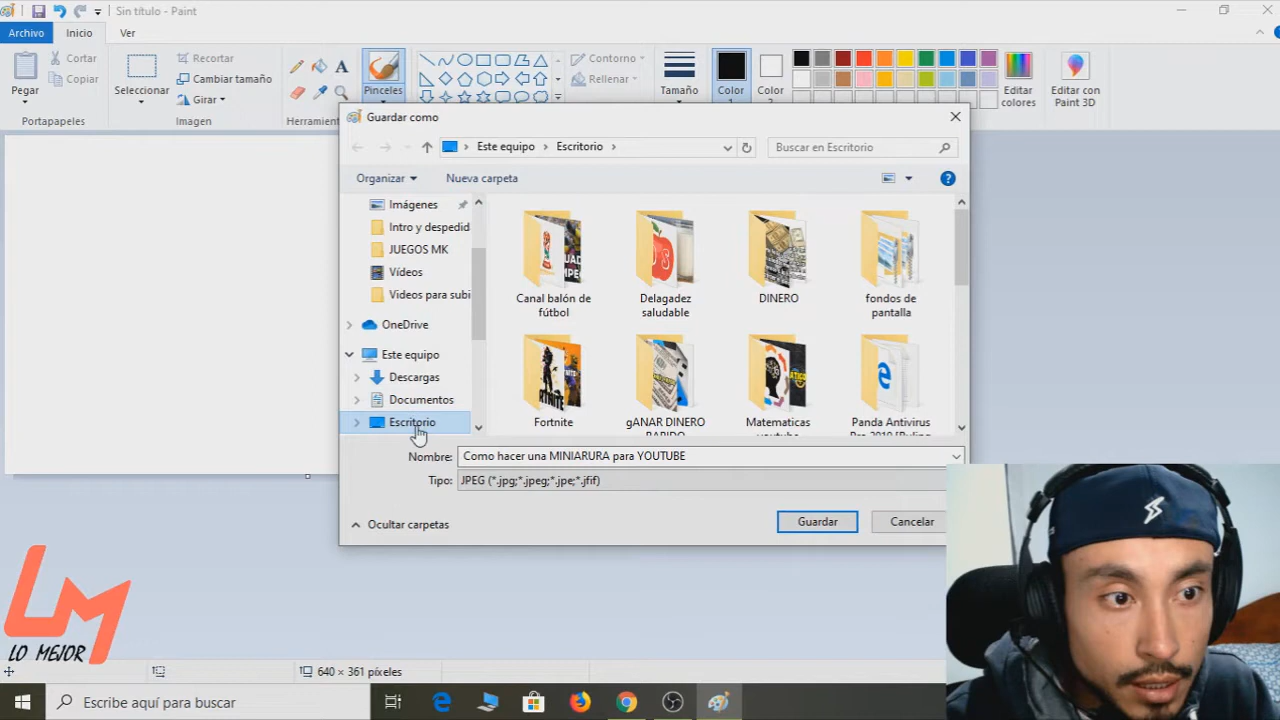 Sin título - Paint
Archivo Inicio Ver
Pegar
Cortar
Copiar
Portapapeles
Seleccionar
Recortar
Cambiar tamaño
Girar
Imagen
A
Herramient
Pinceles
Contorno
Rellenar
Tamaño
Color
1
Color
2
Editar
colores
Editar con
Paint 3D
Guardar como
Este equipo Escritorio
Buscar en Escritorio
Organizar Nueva carpeta
Imágenes
Intro y despedid
JUEGOS MK
Vídeos
Videos para subi
OneDrive
Este equipo
Descargas
Documentos
Escritorio
Canal balón de
fútbol
Delagadez
saludable
DINERO
fondos de
pantalla
Fortnite
gANAR DINERO
RAPIDO
Matematicas
youtube
Panda Antivirus
Nombre: Como hacer una MINIARURA para YOUTUBE
Tipo: JPEG (*.jpg;*.jpeg;*.jpe;*.jfif)
Ocultar carpetas
Guardar Cancelar
LM
LO MEJOR
640 × 361 píxeles
Escribe aquí para buscar